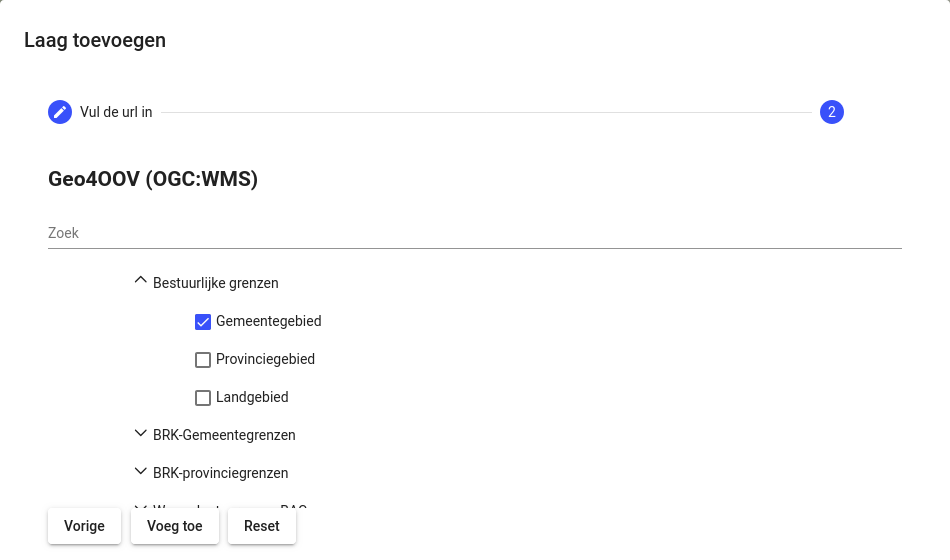 Laag toevoegen
Vul de url in
2
Geo4OOV (OGC:WMS)
Zoek
Bestuurlijke grenzen
Gemeentegebied
Provinciegebied
Landgebied
BRK-Gemeentegrenzen
BRK-provinciegrenzen
Vorige
Voeg toe
Reset